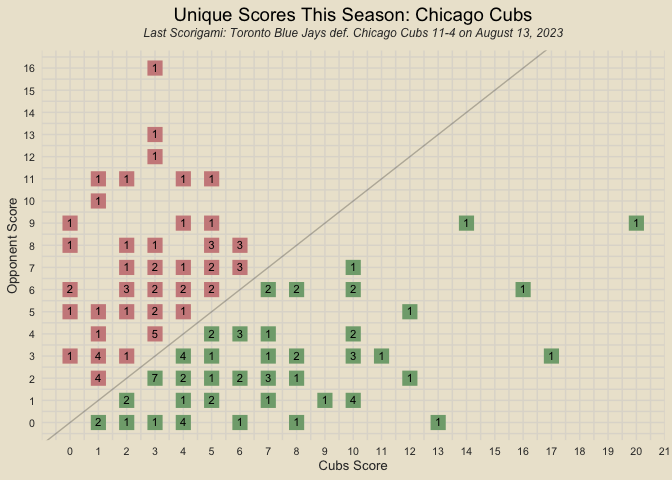 Unique Scores This Season: Chicago Cubs
Last Scorigami: Toronto Blue Jays def. Chicago Cubs 11-4 on August 13, 2023
Opponent Score
16 1
15
14
13 1
12 1
11 1 1 1 1
10 1
9 1 1 1 1 1
8 1 1 1 3 3
7 1 2 1 2 3 1
6 2 3 2 2 2 2 2 2 1
5 1 1 1 2 1 1
4 1 5 2 3 1 2
3 1 4 1 4 1 1 2 3 1 1
2 4 7 2 1 2 3 1 1
1 2 1 2 1 1 4
0 2 1 1 4 1 1 1
0 1 2 3 4 5 6 7 8 9 10 11 12 13 14 15 16 17 18 19 20 21
Cubs Score